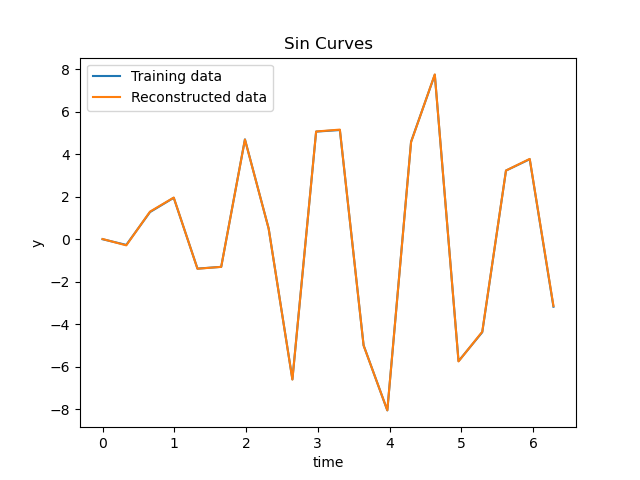 Sin Curves
Training data
Reconstructed data
8
6
4
2
0
−2
−4
−6
−8
y
0 1 2 3 4 5 6
time